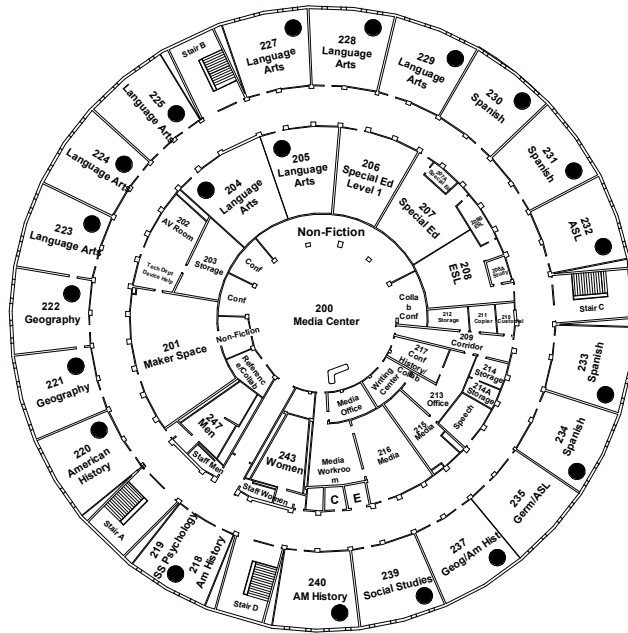 Stair B
227
Language
Arts
228
Language
Arts
229
Language
Arts
230
Spanish
231
Spanish
232
ASL
Stair C
233
Spanish
234
Spanish
235
Germ/ASL
237
Geog/Am Hist
239
Social Studies
240
AM History
Stair D
218
Am History
219
SS Psychology
Stair A
220
American
History
221
Geography
222
Geography
223
Language Arts
224
Language Arts
225
Language Arts
202
AV Room
204
Language
Arts
205
Language
Arts
206
Special Ed
Level 1
207
Special Ed
208
ESL
208a
Study
203
Storage
Tech Dept
Device Help
Conf
Conf
Non-Fiction
200
Media Center
Colla
b
Conf
212
Storage
211
Copier
210
Custodial
209
Corridor
201
Maker Space
Non-Fiction
Referenc
e/Collab
217
Conf
History/
Collab
Writing
Center
214
Storage
214A
Storage
213
Office
Speech
215
Media
216
Media
Media
Office
Media
Workroo
m
C
E
247
Men
Staff Men
243
Women
Staff Women